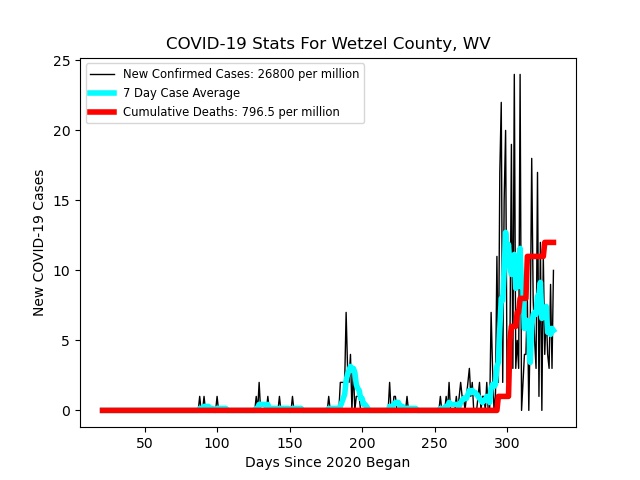 COVID-19 Stats For Wetzel County, WV
New Confirmed Cases: 26800 per million
7 Day Case Average
Cumulative Deaths: 796.5 per million
New COVID-19 Cases
25
20
15
10
5
0
50 100 150 200 250 300
Days Since 2020 Began